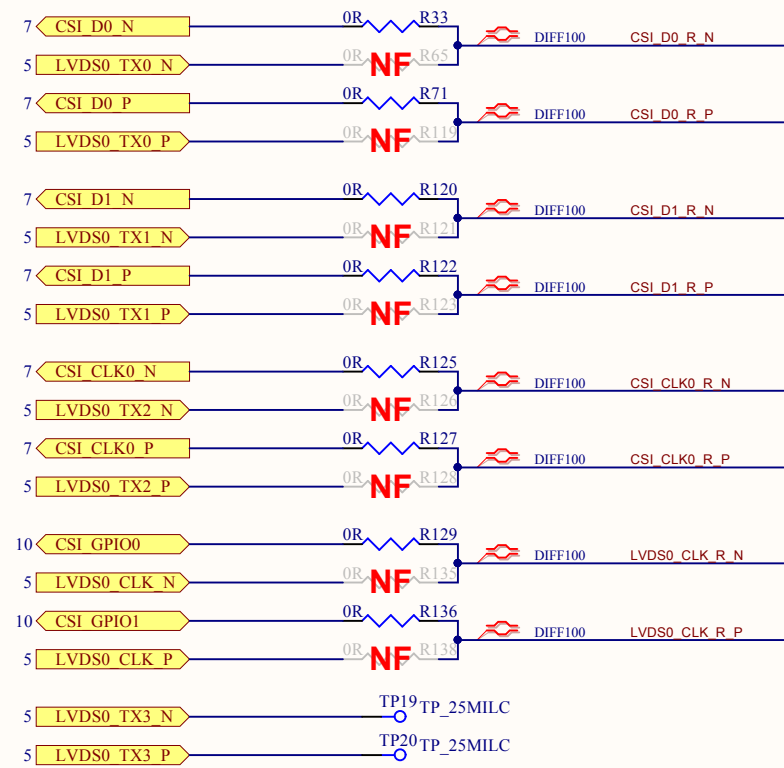 7 CSI_D0_N 0R R33
DIFF100 CSI_D0_R_N
5 LVDS0_TX0_N 0R NF R65
7 CSI_D0_P 0R R71
DIFF100 CSI_D0_R_P
5 LVDS0_TX0_P 0R NF R119
7 CSI_D1_N 0R R120
DIFF100 CSI_D1_R_N
5 LVDS0_TX1_N 0R NF R121
7 CSI_D1_P 0R R122
DIFF100 CSI_D1_R_P
5 LVDS0_TX1_P 0R NF R123
7 CSI_CLK0_N 0R R125
DIFF100 CSI_CLK0_R_N
5 LVDS0_TX2_N 0R NF R126
7 CSI_CLK0_P 0R R127
DIFF100 CSI_CLK0_R_P
5 LVDS0_TX2_P 0R NF R128
10 CSI_GPIO0 0R R129
DIFF100 LVDS0_CLK_R_N
5 LVDS0_CLK_N 0R NF R135
10 CSI_GPIO1 0R R136
DIFF100 LVDS0_CLK_R_P
5 LVDS0_CLK_P 0R NF R138
5 LVDS0_TX3_N TP19 TP_25MILC
5 LVDS0_TX3_P TP20 TP_25MILC